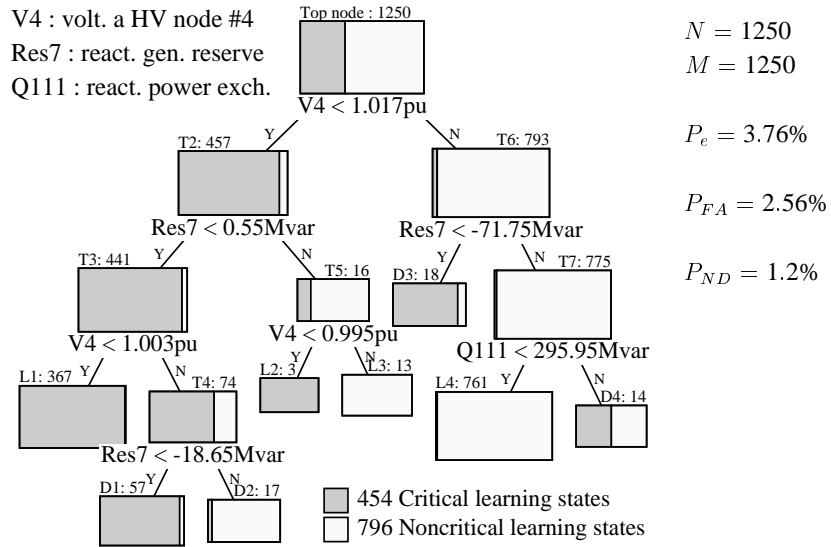 V4 : volt. a HV node #4
Res7 : react. gen. reserve
Q111 : react. power exch.
Top node : 1250
V4 < 1.017pu
N = 1250
M = 1250
P_e = 3.76%
P_{FA} = 2.56%
P_{ND} = 1.2%
Y
N
T2: 457
T6: 793
Res7 < 0.55Mvar
Res7 < -71.75Mvar
Y
N
Y
N
T3: 441
T5: 16
D3: 18
T7: 775
V4 < 1.003pu
V4 < 0.995pu
Q111 < 295.95Mvar
Y
N
Y
N
Y
N
L1: 367
T4: 74
L2: 3
L3: 13
L4: 761
D4: 14
Res7 < -18.65Mvar
Y
N
D1: 57
D2: 17
454 Critical learning states
796 Noncritical learning states